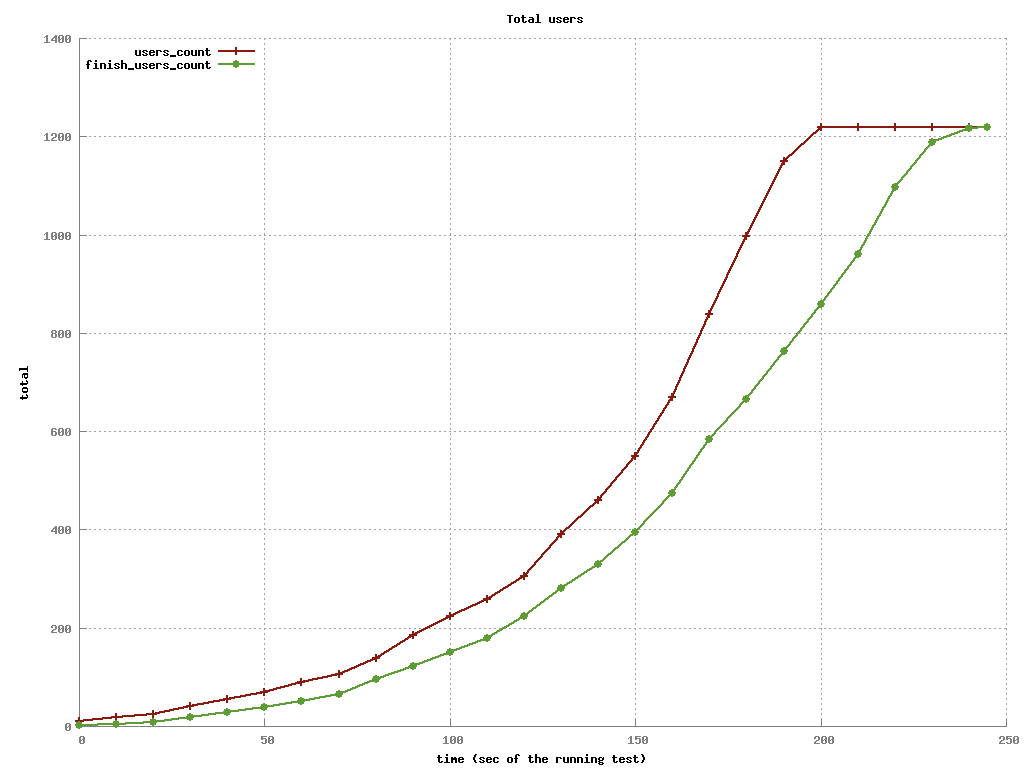 Total users
1400
users_count
finish_users_count
1200
1000
800
total
600
400
200
0
0 50 100 150 200 250
time (sec of the running test)